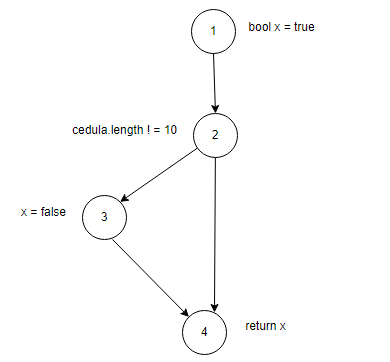 1
bool x = true
cedula.length ! = 10
2
x = false
3
4
return x